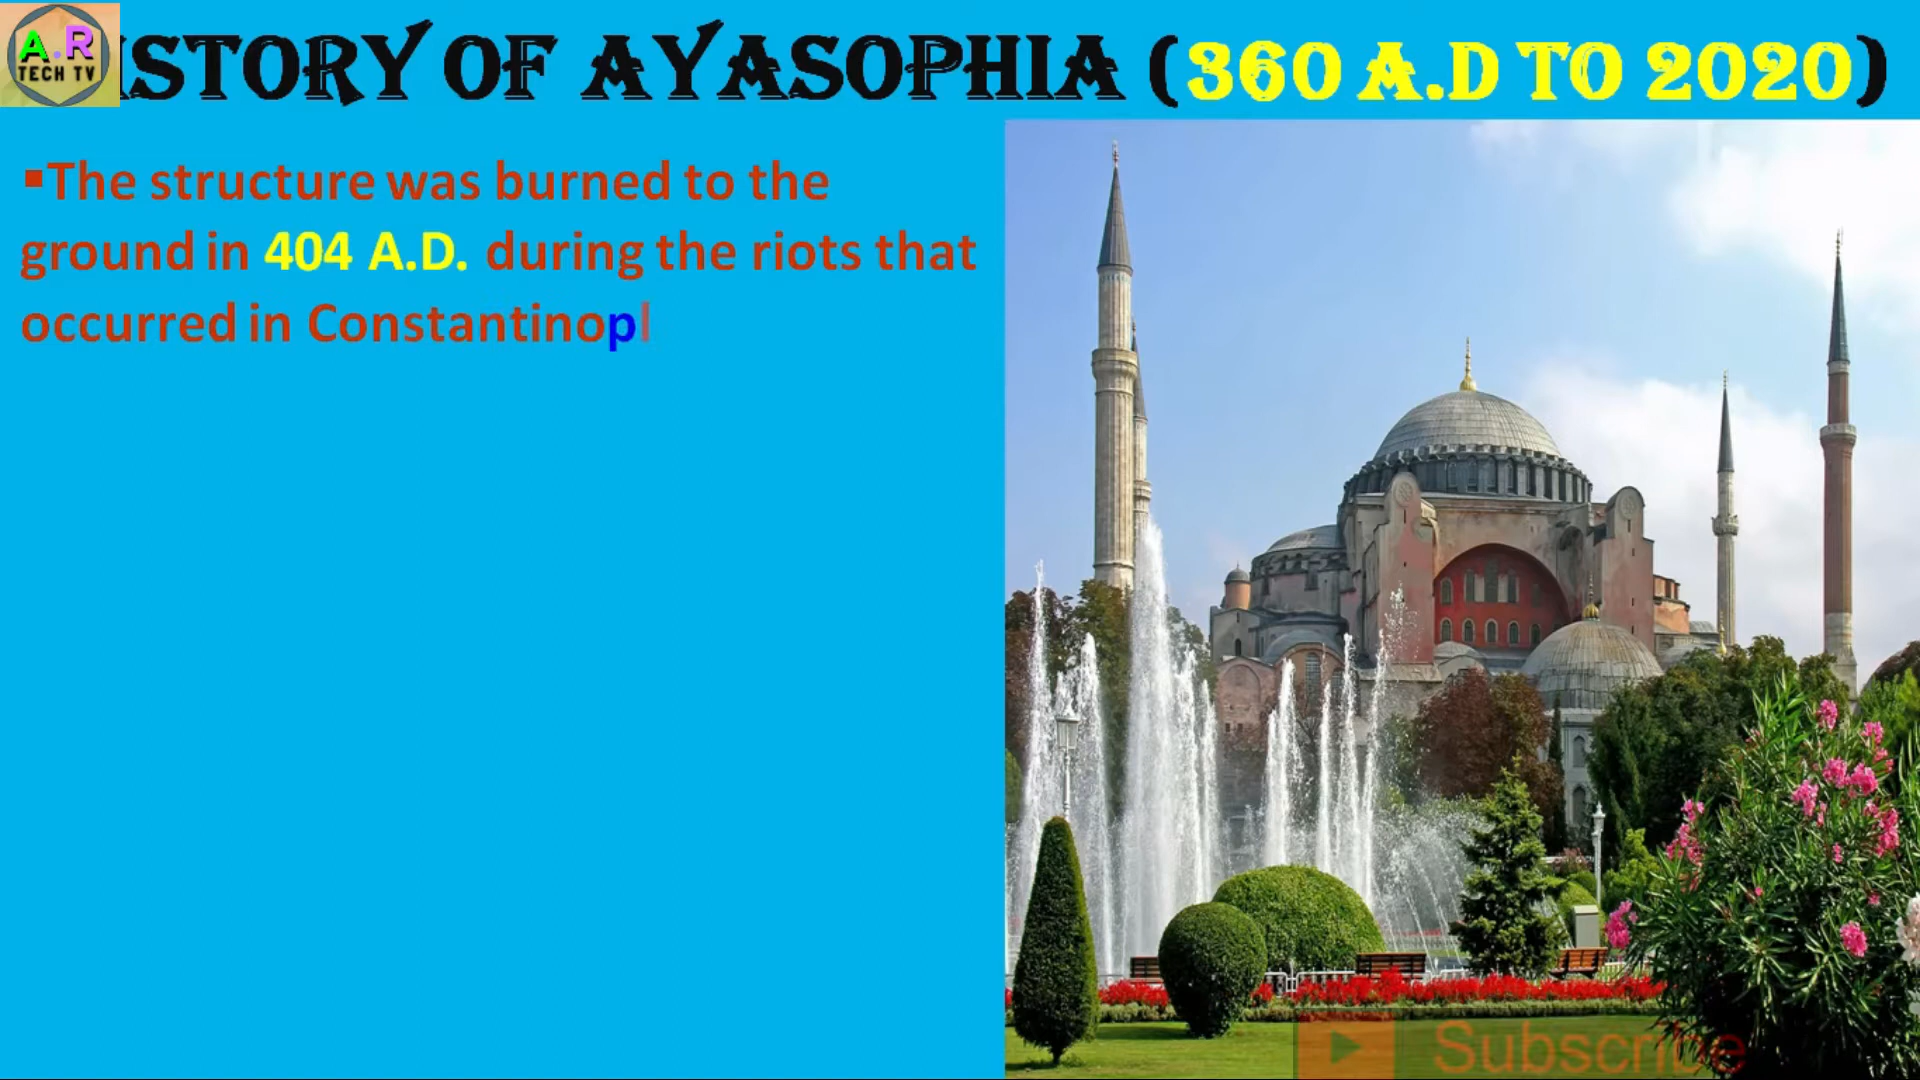 A.R
TECH TV
ISTORY OF AYASOPHIA (360 A.D TO 2020)
▪The structure was burned to the
ground in 404 A.D. during the riots that
occurred in Constantinopl
Subscribe